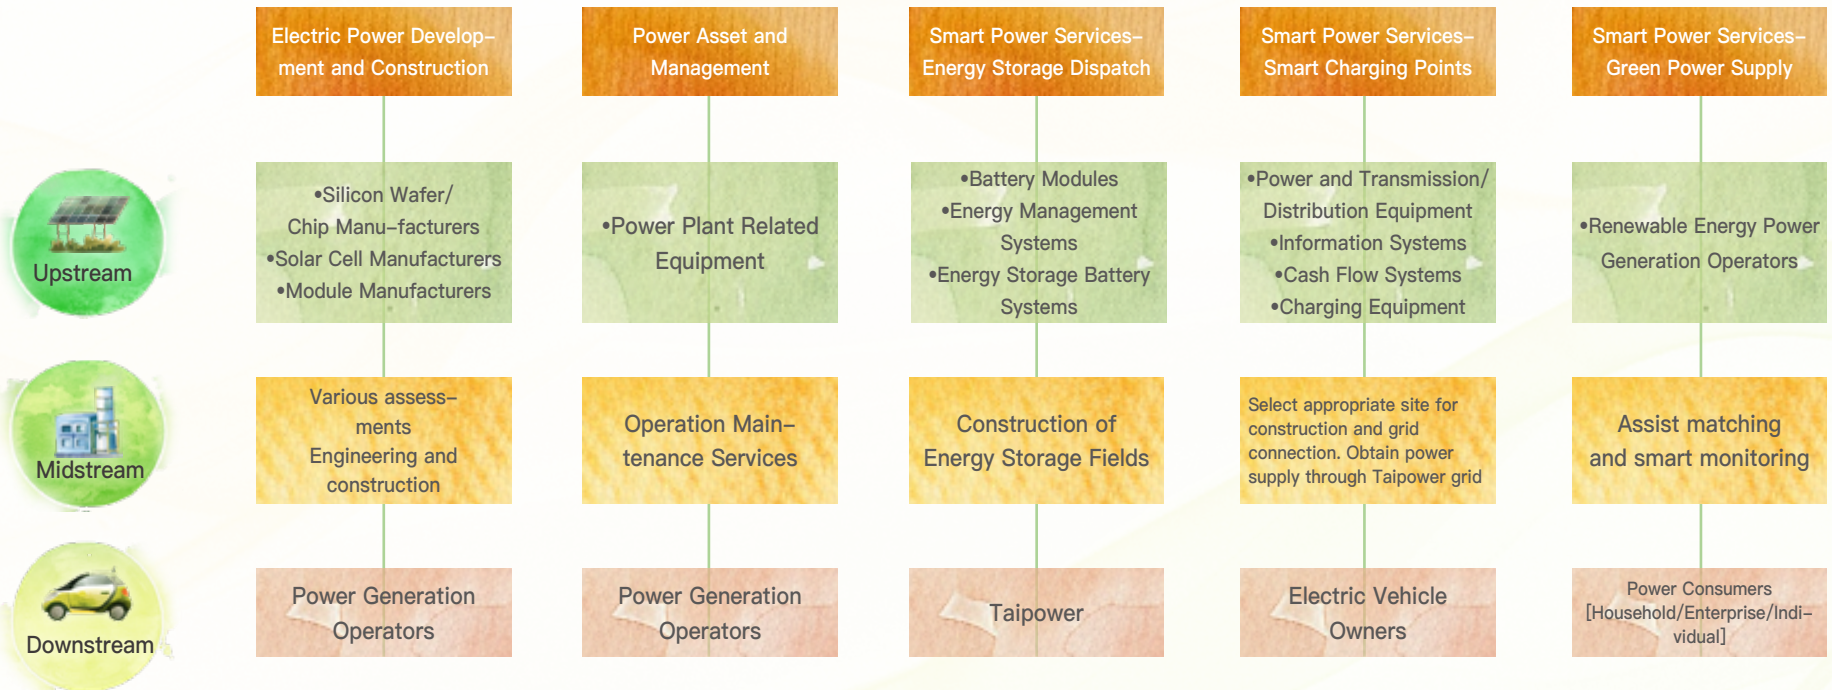 Electric Power Develop-
ment and Construction
Power Asset and
Management
Smart Power Services-
Energy Storage Dispatch
Smart Power Services-
Smart Charging Points
Smart Power Services-
Green Power Supply
Upstream
•Silicon Wafer/
Chip Manu-facturers
•Solar Cell Manufacturers
•Module Manufacturers
•Power Plant Related
Equipment
•Battery Modules
•Energy Management
Systems
•Energy Storage Battery
Systems
•Power and Transmission/
Distribution Equipment
•Information Systems
•Cash Flow Systems
•Charging Equipment
•Renewable Energy Power
Generation Operators
Midstream
Various assess-
ments
Engineering and
construction
Operation Main-
tenance Services
Construction of
Energy Storage Fields
Select appropriate site for
construction and grid
connection. Obtain power
supply through Taipower grid
Assist matching
and smart monitoring
Downstream
Power Generation
Operators
Power Generation
Operators
Taipower
Electric Vehicle
Owners
Power Consumers
[Household/Enterprise/Indi-
vidual]